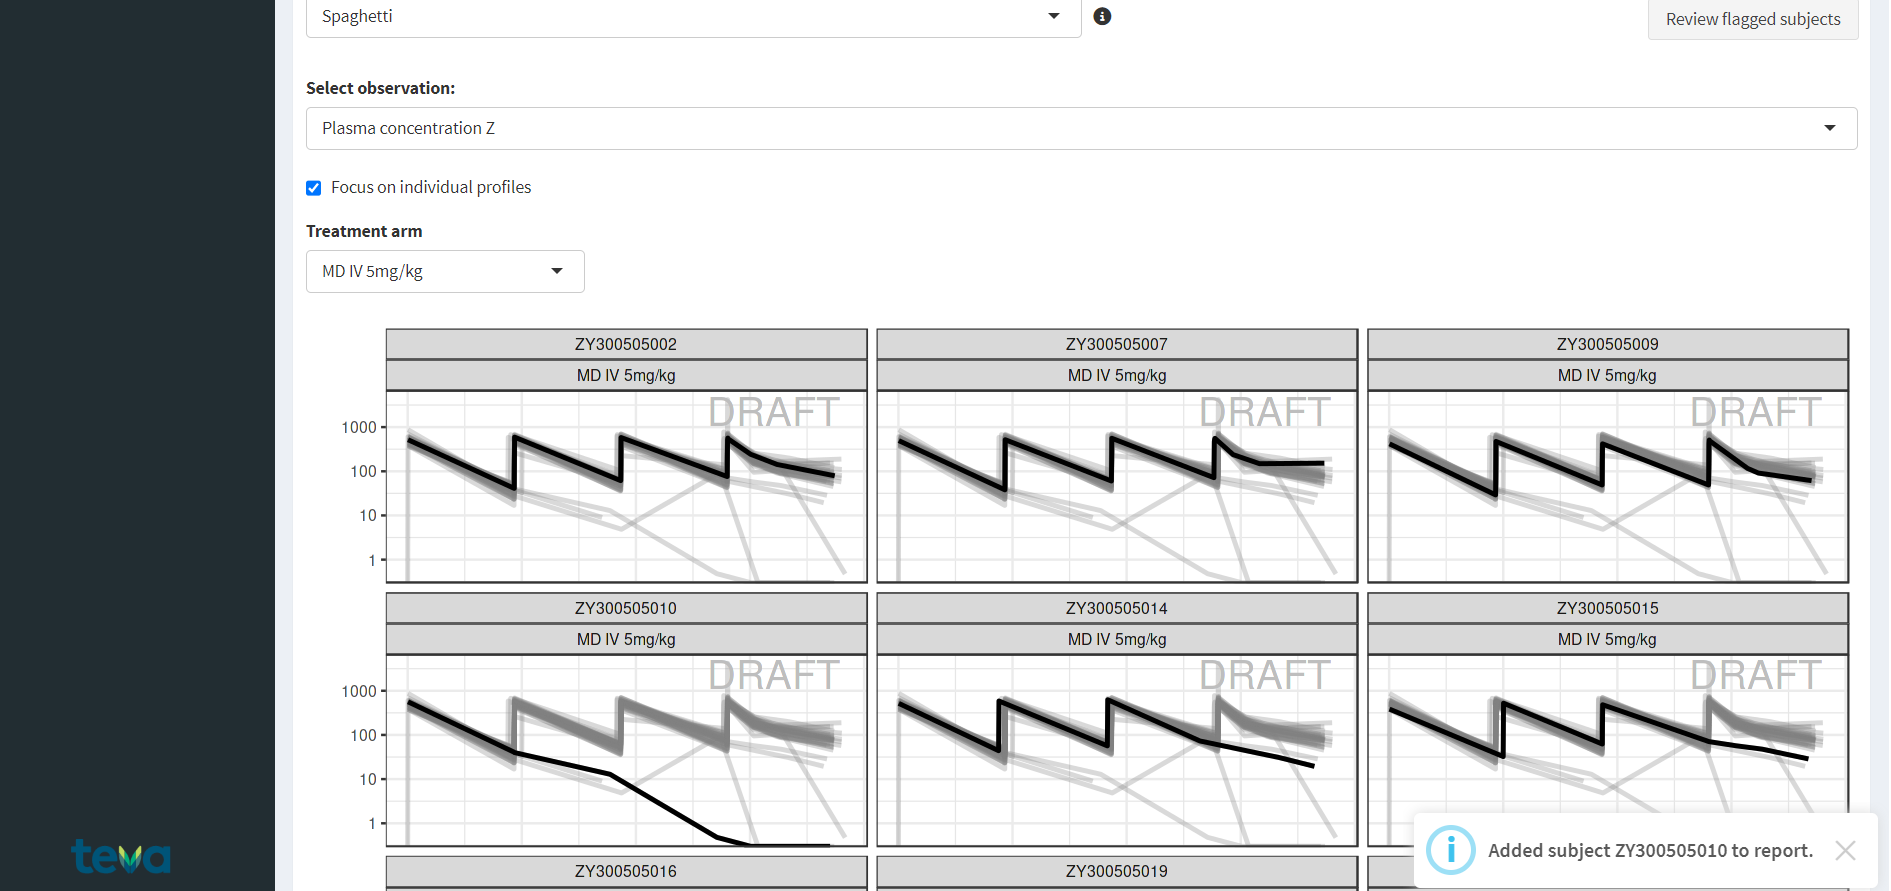 Spaghetti
Review flagged subjects
Select observation:
Plasma concentration Z
Focus on individual profiles
Treatment arm
MD IV 5mg/kg
ZY300505002
ZY300505007
ZY300505009
MD IV 5mg/kg
MD IV 5mg/kg
MD IV 5mg/kg
DRAFT
DRAFT
DRAFT
1000
100
10
1
ZY300505010
ZY300505014
ZY300505015
MD IV 5mg/kg
MD IV 5mg/kg
MD IV 5mg/kg
DRAFT
DRAFT
DRAFT
1000
100
10
1
ZY300505016
ZY300505019
teva
Added subject ZY300505010 to report.